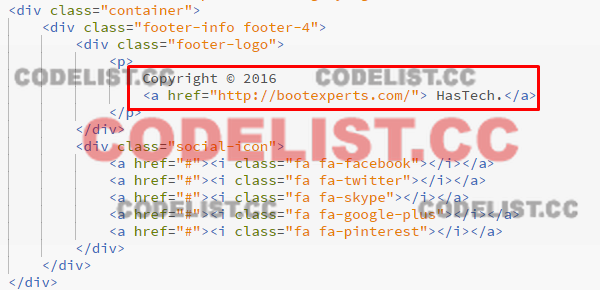 <div class="container">
<div class="footer-info footer-4">
<div class="footer-logo">
<p>
Copyright © 2016
<a href="http://bootexperts.com/"> HasTech.</a>
</p>
</div>
<div class="social-icon">
<a href="#"><i class="fa fa-facebook"></i></a>
<a href="#"><i class="fa fa-twitter"></i></a>
<a href="#"><i class="fa fa-skype"></i></a>
<a href="#"><i class="fa fa-google-plus"></i></a>
<a href="#"><i class="fa fa-pinterest"></i></a>
</div>
</div>
</div>
CODELIST.CC
CODELIST.CC
CODELIST.CC
CODELIST.CC
CODELIST.CC